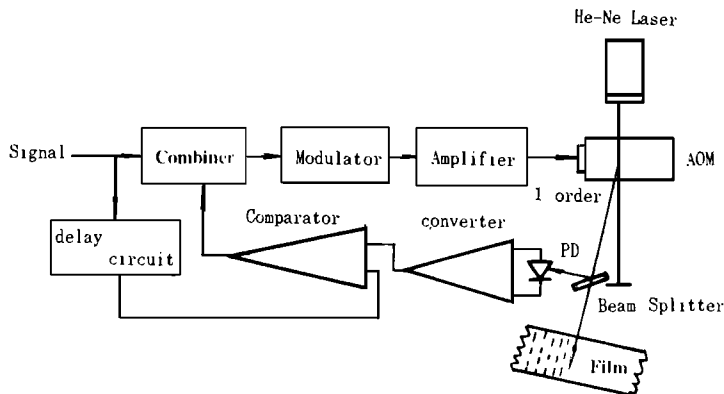 He-Ne Laser
Signal
Combiner
Modulator
Amplifier
AOM
1 order
Comparator
converter
PD
delay
circuit
Beam Splitter
Film